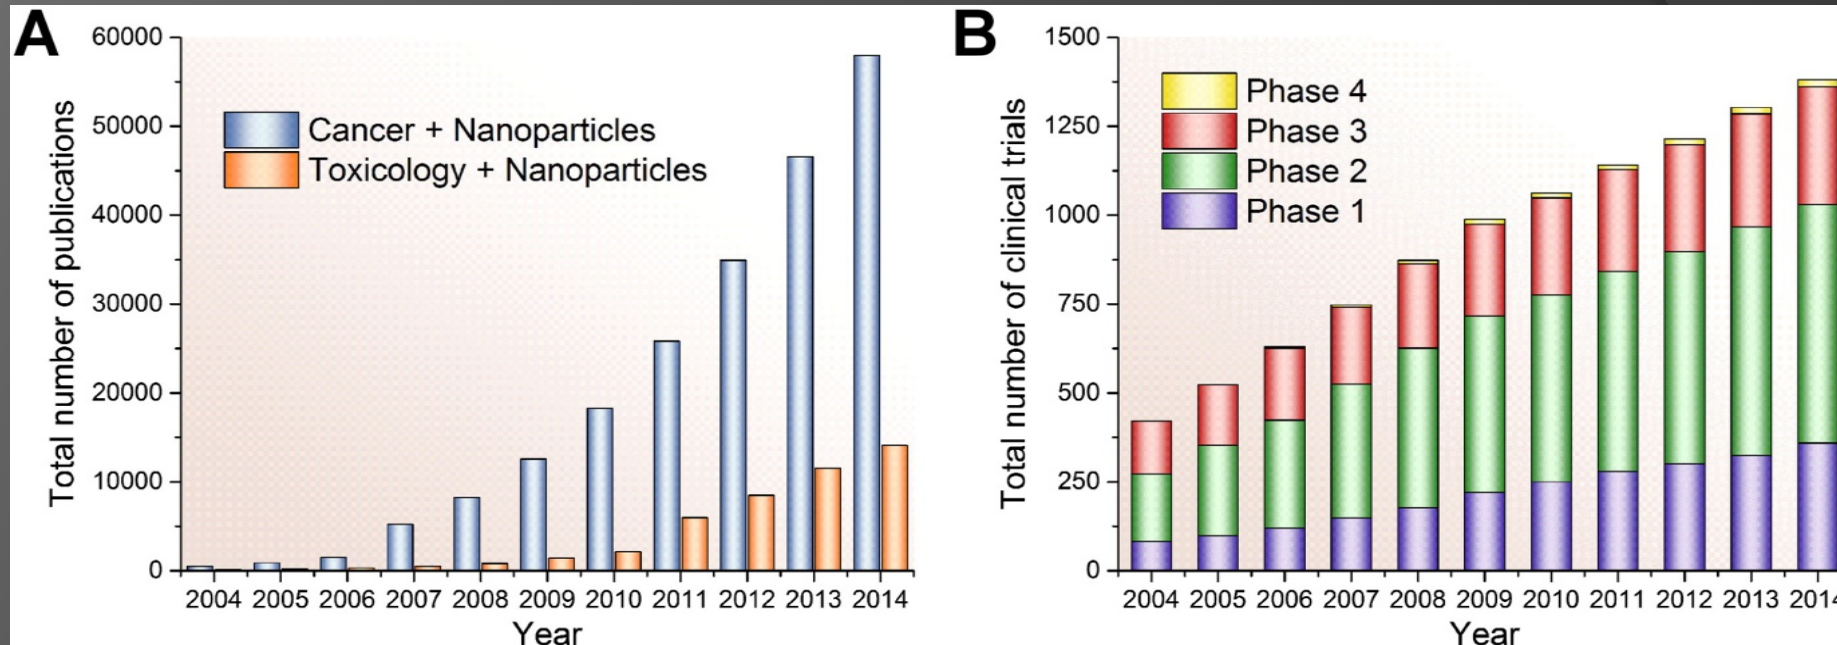 A
Total number of publications
60000
50000
40000
30000
20000
10000
0
Cancer + Nanoparticles
Toxicology + Nanoparticles
2004 2005 2006 2007 2008 2009 2010 2011 2012 2013 2014
Year
B
Total number of clinical trials
1500
1250
1000
750
500
250
0
Phase 4
Phase 3
Phase 2
Phase 1
2004 2005 2006 2007 2008 2009 2010 2011 2012 2013 2014
Year